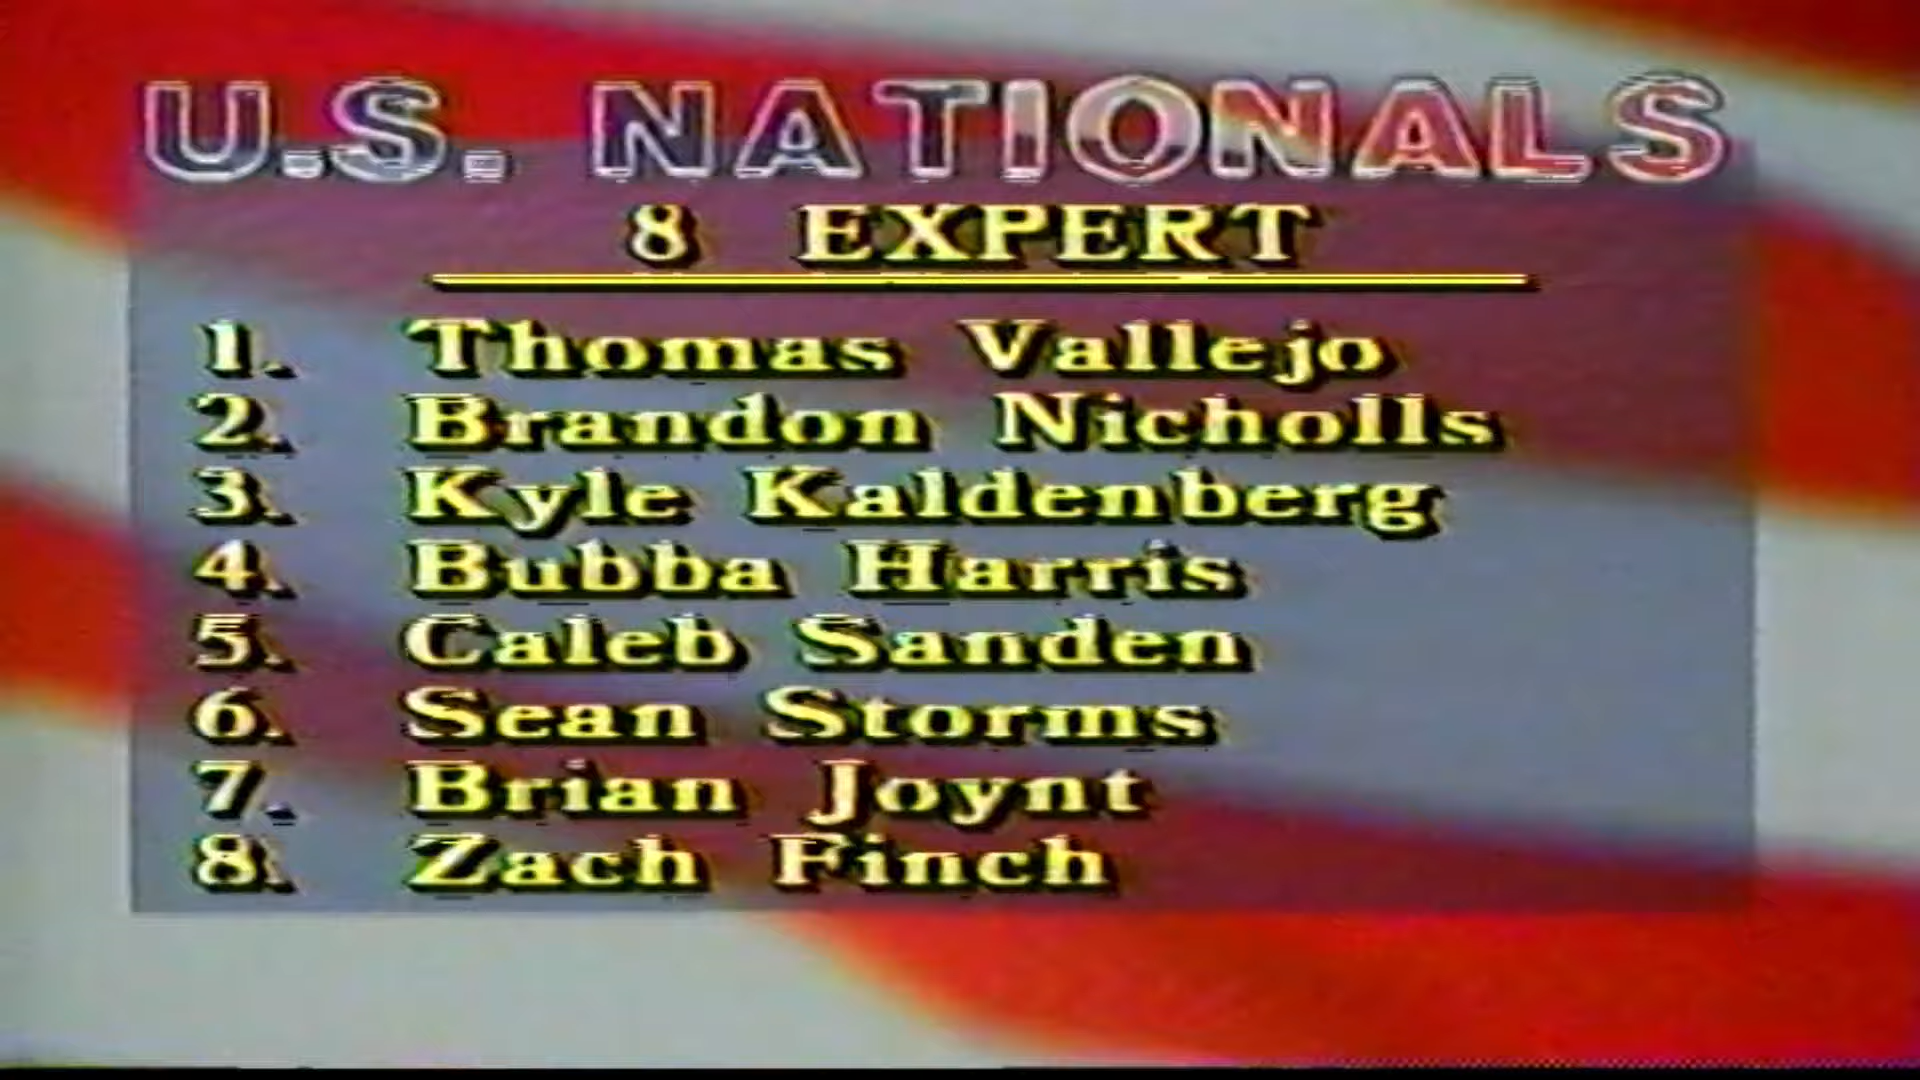 U.S. NATIONALS
8 EXPERT
1. Thomas Vallejo
2. Brandon Nicholls
3. Kyle Kaldenberg
4. Bubba Harris
5. Caleb Sanden
6. Sean Storms
7. Brian Joynt
8. Zach Finch